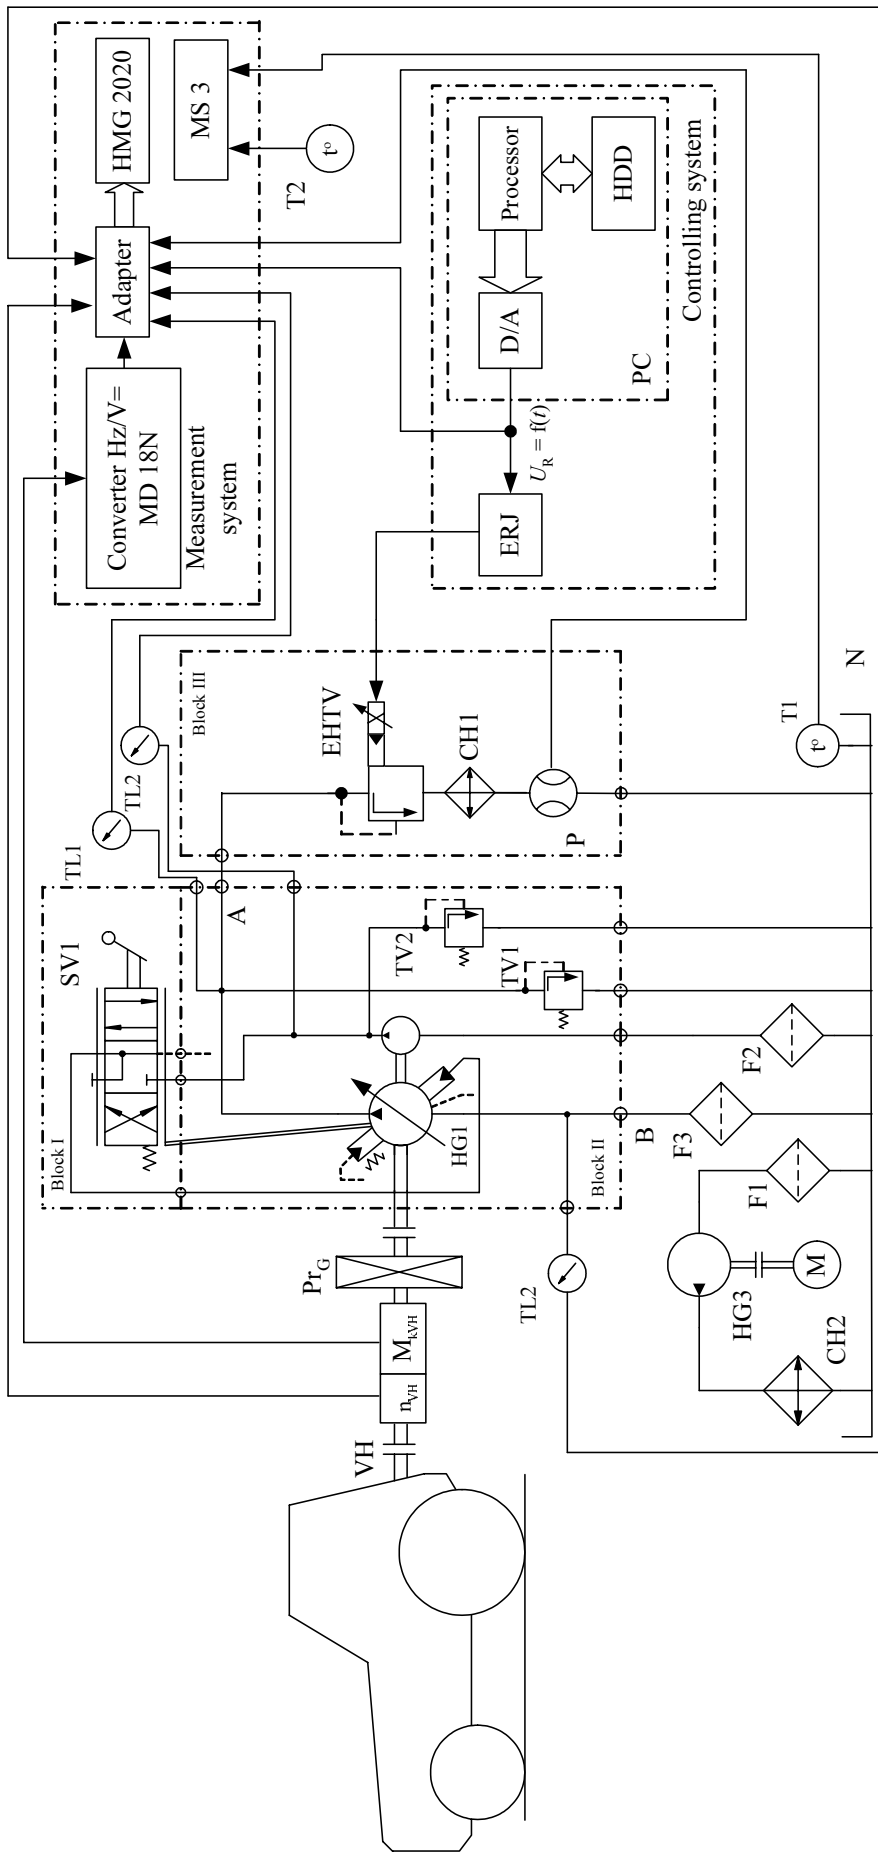 HMG 2020
MS 3
tº
T2
Adapter
Converter Hz/V=
MD 18N
Measurement
system
Processor
HDD
D/A
PC
Controlling system
U_R = f(t)
ERJ
Block III
EHTV
CH1
P
TL2
TL1
T1
tº
N
SV1
A
TV2
TV1
Block I
HG1
Block II
B
F2
F3
F1
TL2
HG3
M
CH2
Pr_G
M_kVH
n_VH
VH